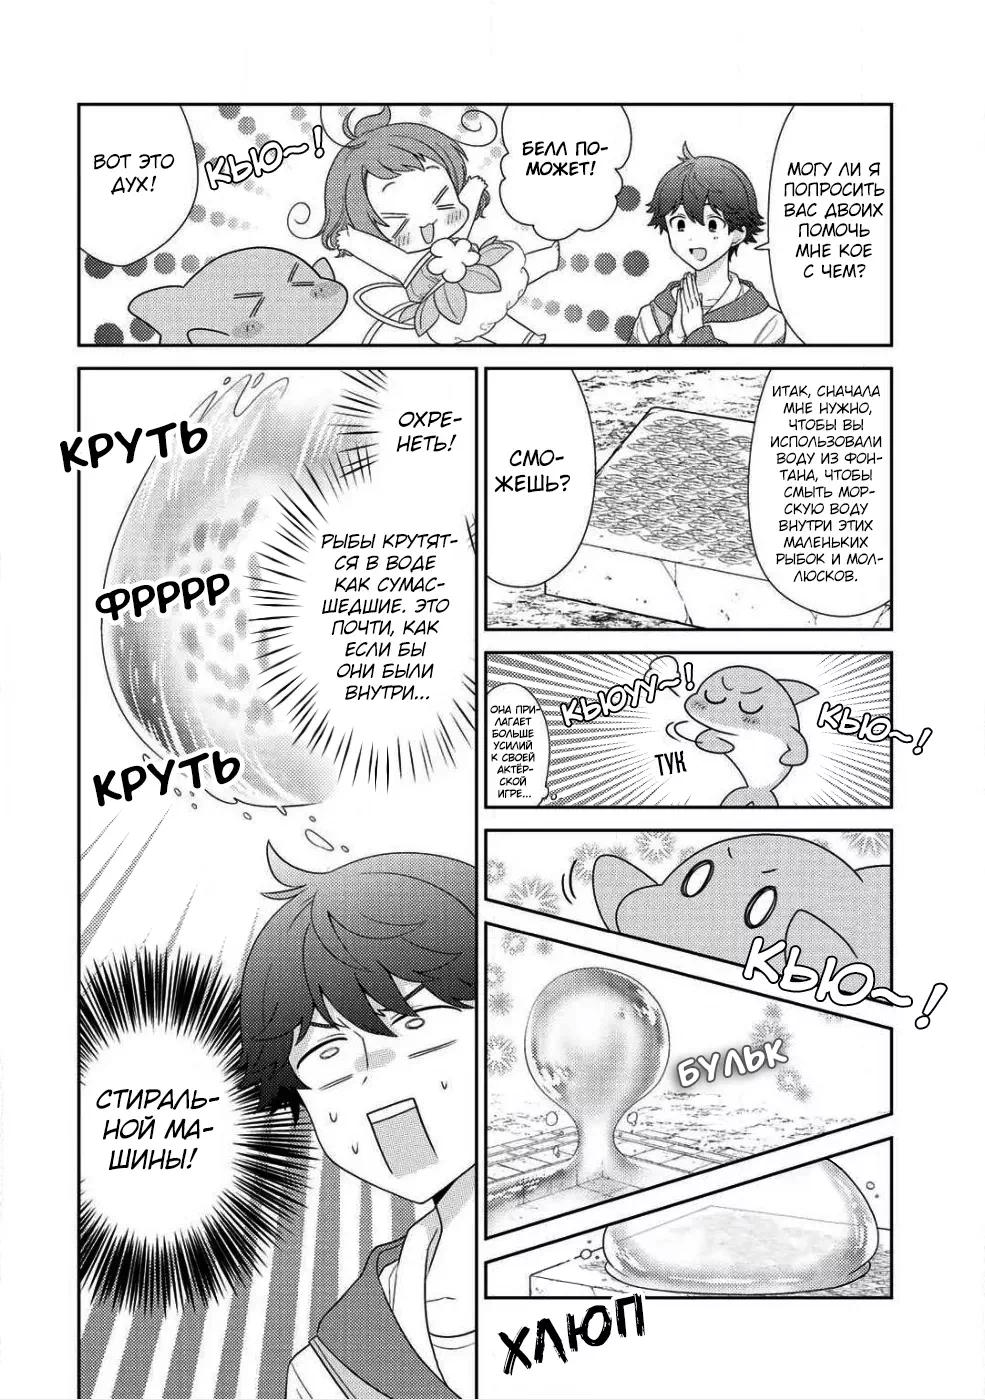 МОГУ ЛИ Я
ПОПРОСИТЬ
ВАС ДВОИХ
ПОМОЧЬ
МНЕ КОЕ
С ЧЕМ?
БЕЛЛ ПО-
МОЖЕТ!
КЬЮ~!
ВОТ ЭТО
ДУХ!
ИТАК, СНАЧАЛА
МНЕ НУЖНО,
ЧТОБЫ ВЫ
ИСПОЛЬЗОВАЛИ
ВОДУ ИЗ ФОН-
ТАНА, ЧТОБЫ
СМЫТЬ МОР-
СКУЮ ВОДУ
ВНУТРИ ЭТИХ
МАЛЕНЬКИХ
РЫБОК И МОЛ-
ЛЮСКОВ.
СМО-
ЖЕШЬ?
КЬЮ~!
КЬЮУУ~!
ТУК
ОНА ПРИ-
ЛАГАЕТ
БОЛЬШЕ
УСИЛИЙ
К СВОЕЙ
АКТЁР-
СКОЙ
ИГРЕ...
КЬЮ~!
БУЛЬК
ХЛЮП
ОХРЕ-
НЕТЬ!
КРУТЬ
РЫБЫ КРУТЯТ-
СЯ В ВОДЕ
КАК СУМАС-
ШЕДШИЕ. ЭТО
ПОЧТИ, КАК
ЕСЛИ БЫ
ОНИ БЫЛИ
ВНУТРИ...
ФРРРРР
КРУТЬ
СТИРАЛЬ-
НОЙ МА-
ШИНЫ!